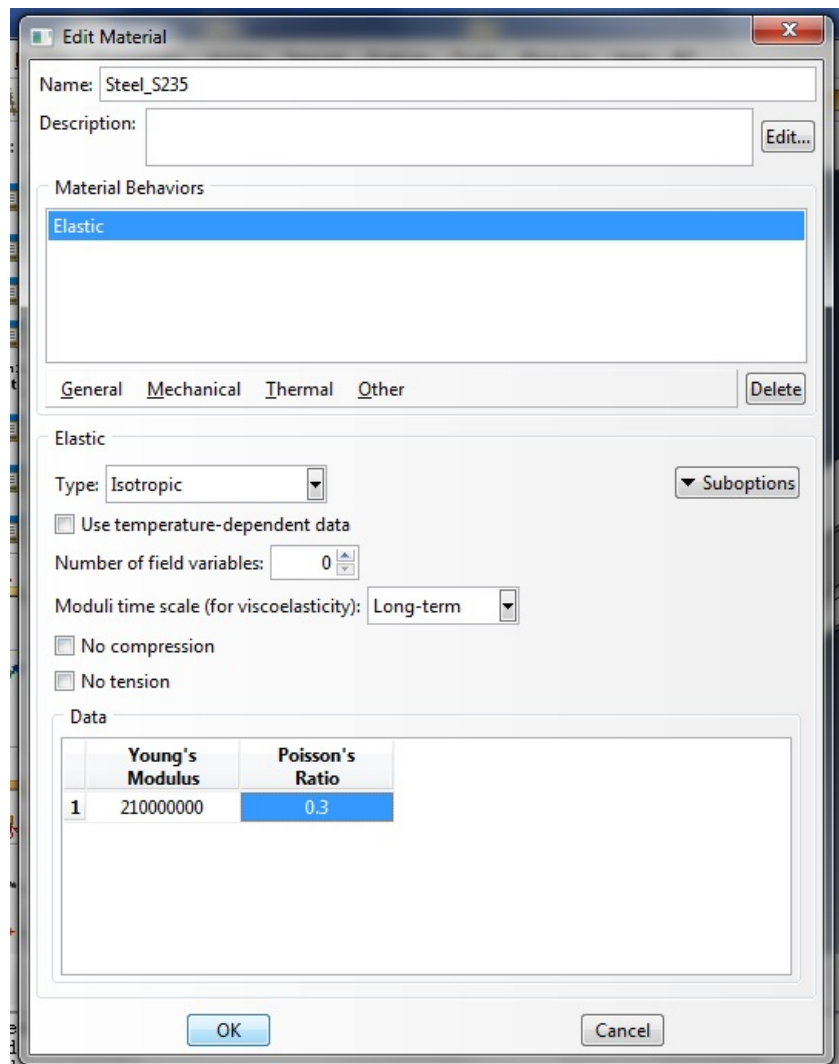 Edit Material
Name: Steel_S235
Description:
Edit...
Material Behaviors
Elastic
General Mechanical Thermal Other
Delete
Elastic
Type: Isotropic
Suboptions
Use temperature-dependent data
Number of field variables: 0
Moduli time scale (for viscoelasticity): Long-term
No compression
No tension
Data
Young's Poisson's
Modulus Ratio
1 210000000 0.3
OK Cancel